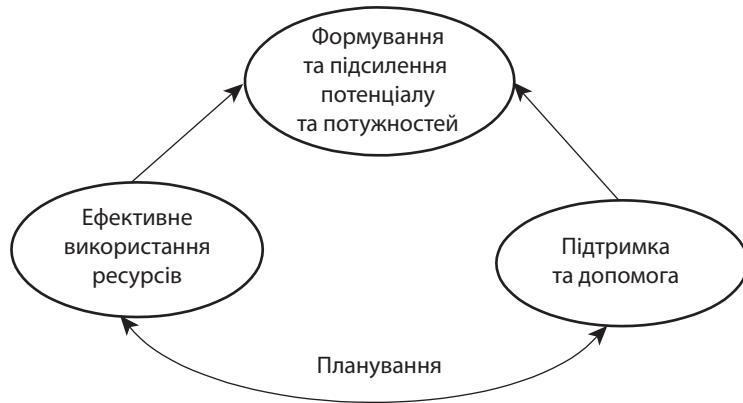 Формування
та підсилення
потенціалу
та потужностей
Ефективне
використання
ресурсів
Підтримка
та допомога
Планування